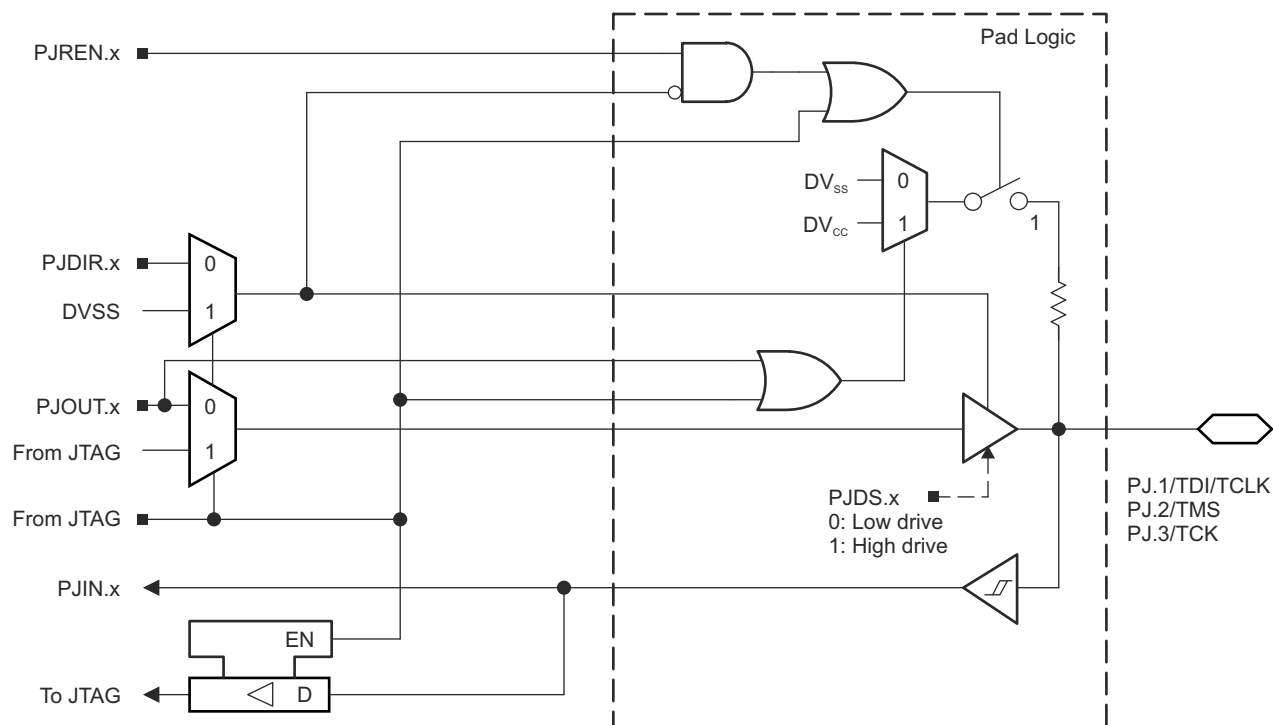 PJREN.x
Pad Logic
DVSS
0
DVCC
1
1
PJDIR.x
0
DVSS
1
PJOUT.x
0
From JTAG
1
From JTAG
PJDS.x
0: Low drive
1: High drive
PJ.1/TDI/TCLK
PJ.2/TMS
PJ.3/TCK
PJIN.x
EN
To JTAG
D